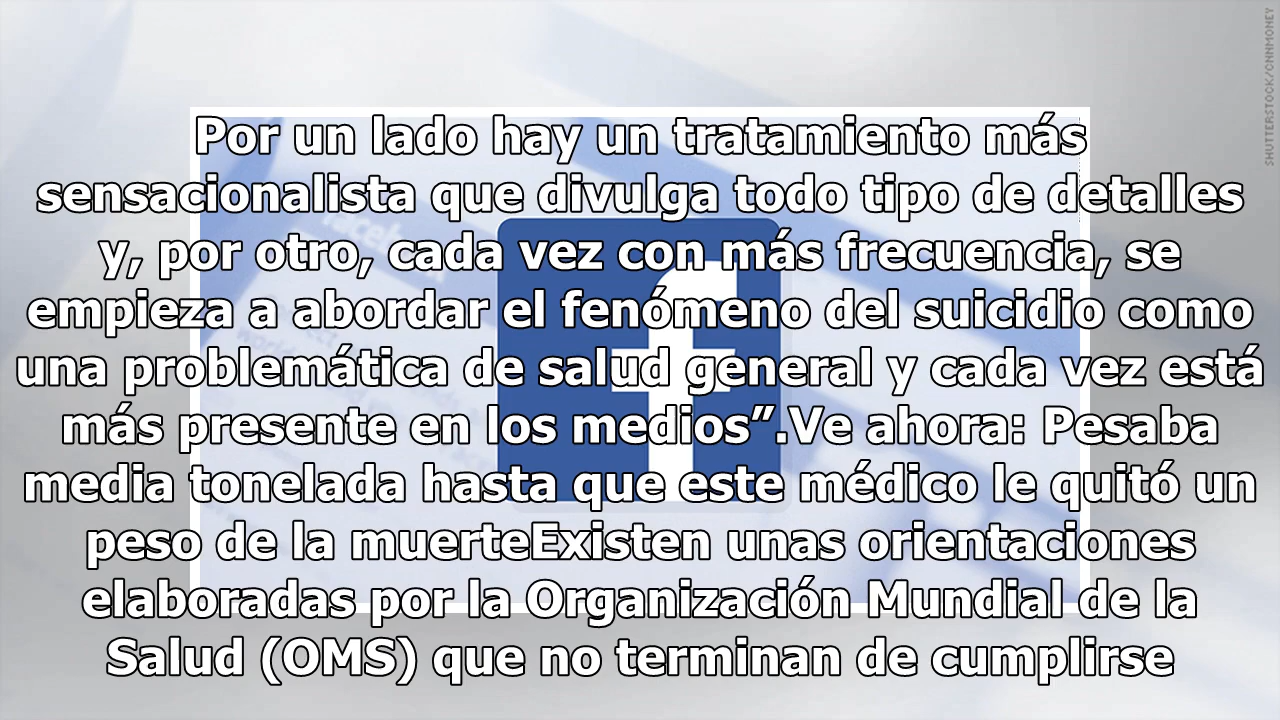 SHUTTERSTOCK/CNNMONEY
Por un lado hay un tratamiento más
sensacionalista que divulga todo tipo de detalles
y, por otro, cada vez con más frecuencia, se
empieza a abordar el fenómeno del suicidio como
una problemática de salud general y cada vez está
más presente en los medios”.Ve ahora: Pesaba
media tonelada hasta que este médico le quitó un
peso de la muerteExisten unas orientaciones
elaboradas por la Organización Mundial de la
Salud (OMS) que no terminan de cumplirse